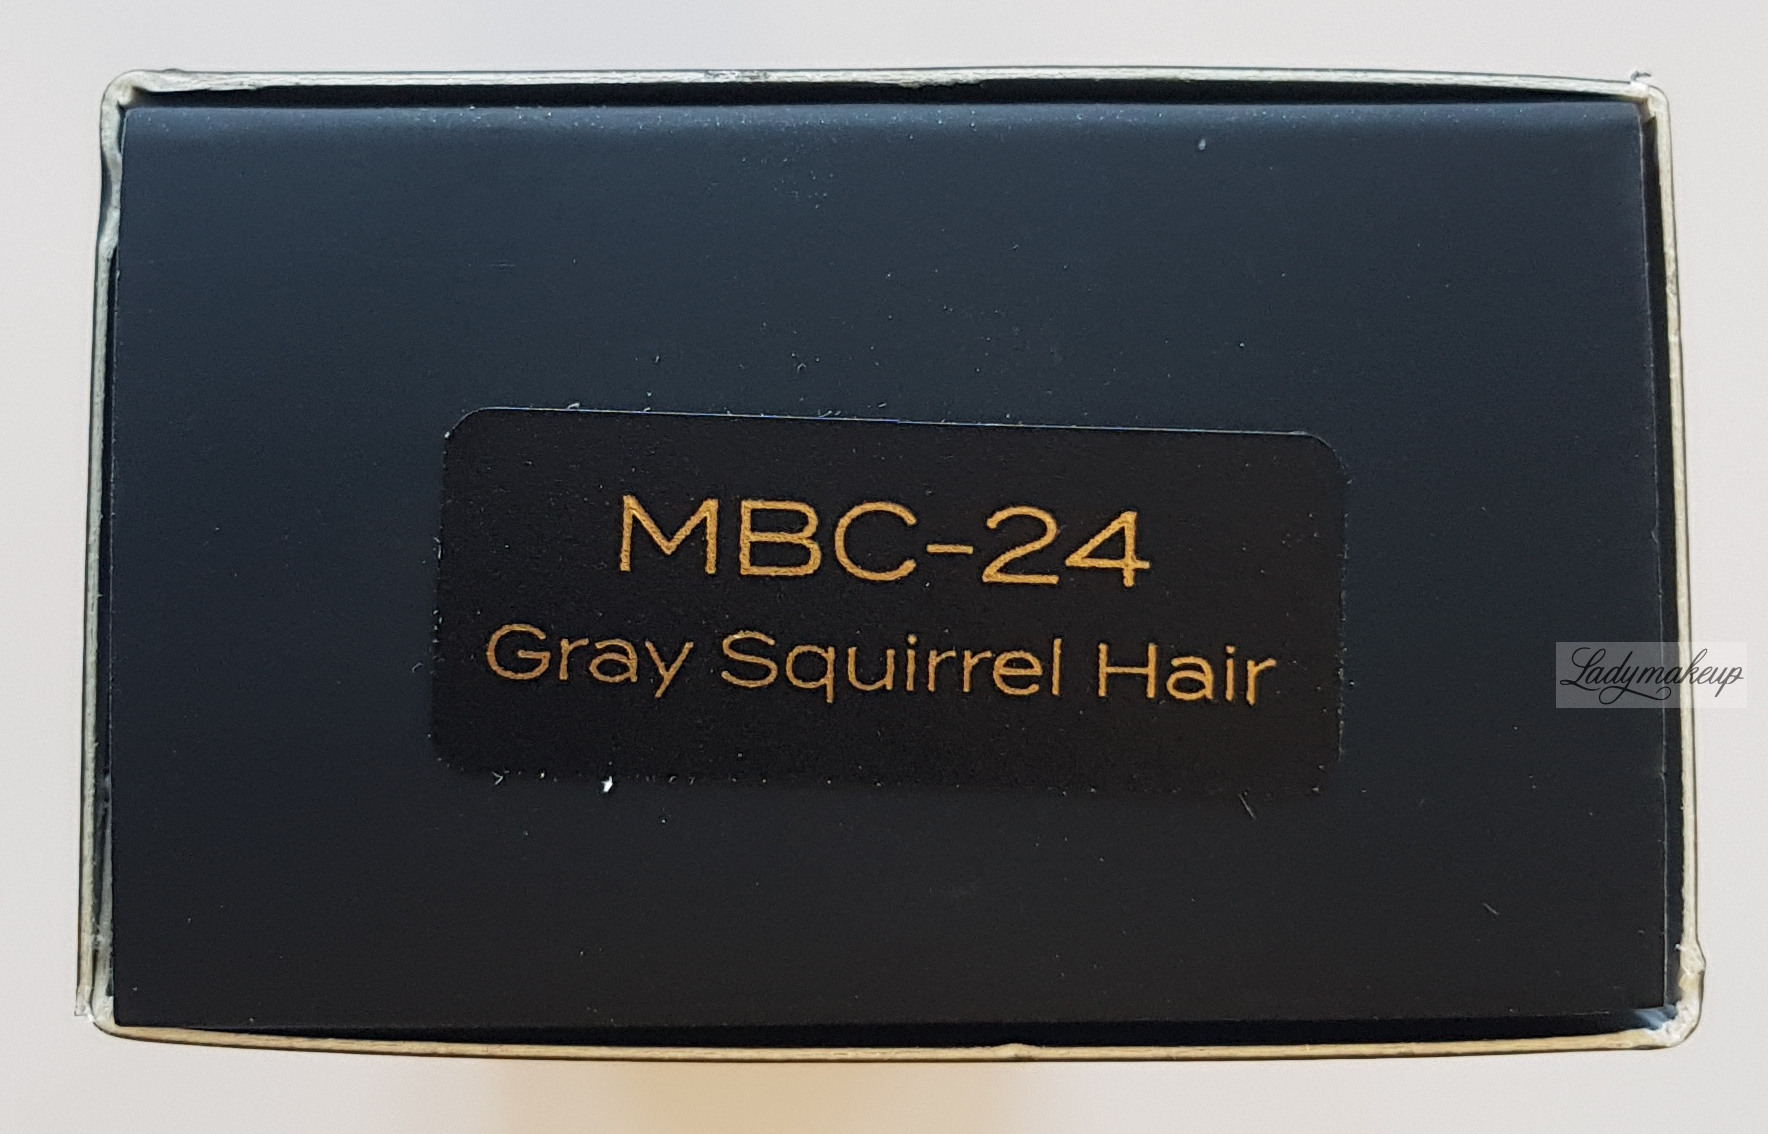 MBC-24
Gray Squirrel Hair
Ladymakeup